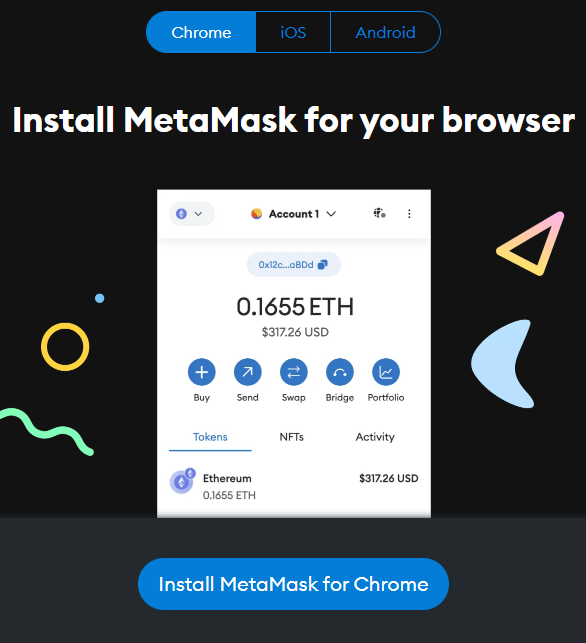 Chrome
iOS
Android
Install MetaMask for your browser
Account 1
0x12c...aBDd
0.1655 ETH
$317.26 USD
Buy
Send
Swap
Bridge
Portfolio
Tokens
NFTs
Activity
Ethereum
$317.26 USD
0.1655 ETH
Install MetaMask for Chrome